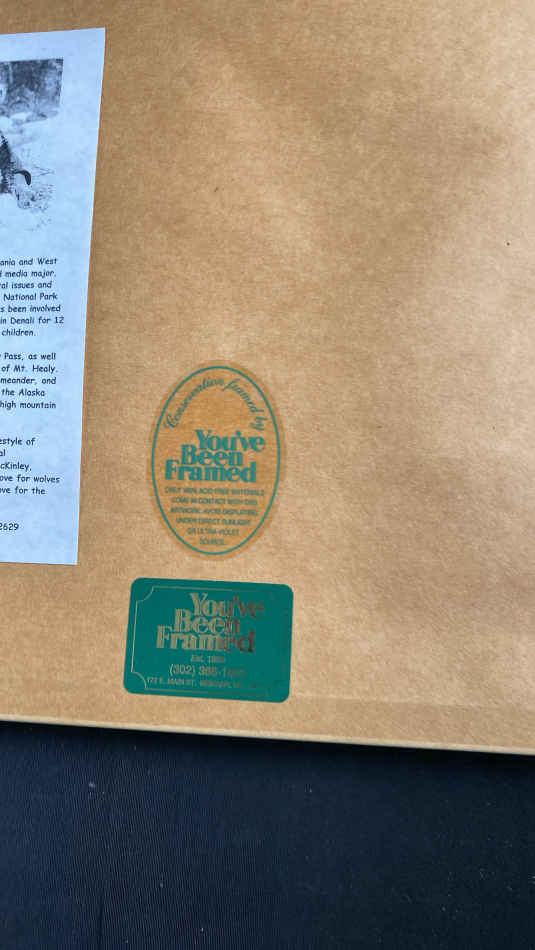 ania and West
media major.
al issues and
National Park
s been involved
in Denali for 12
children.
Pass, as well
of Mt. Healy.
meander, and
the Alaska
high mountain
estyle of
al
cKinley,
ove for wolves
ove for the
2629
Conservation framed by
You've
Been
Framed
ONLY 100% ACID FREE MATERIALS
COME IN CONTACT WITH THIS
ARTWORK. AVOID DISPLAYING
UNDER DIRECT SUNLIGHT
OR ULTRA-VIOLET
SOURCE.
You've
Been
Framed
Est.
(302) 366-1
172 E. MAIN ST.